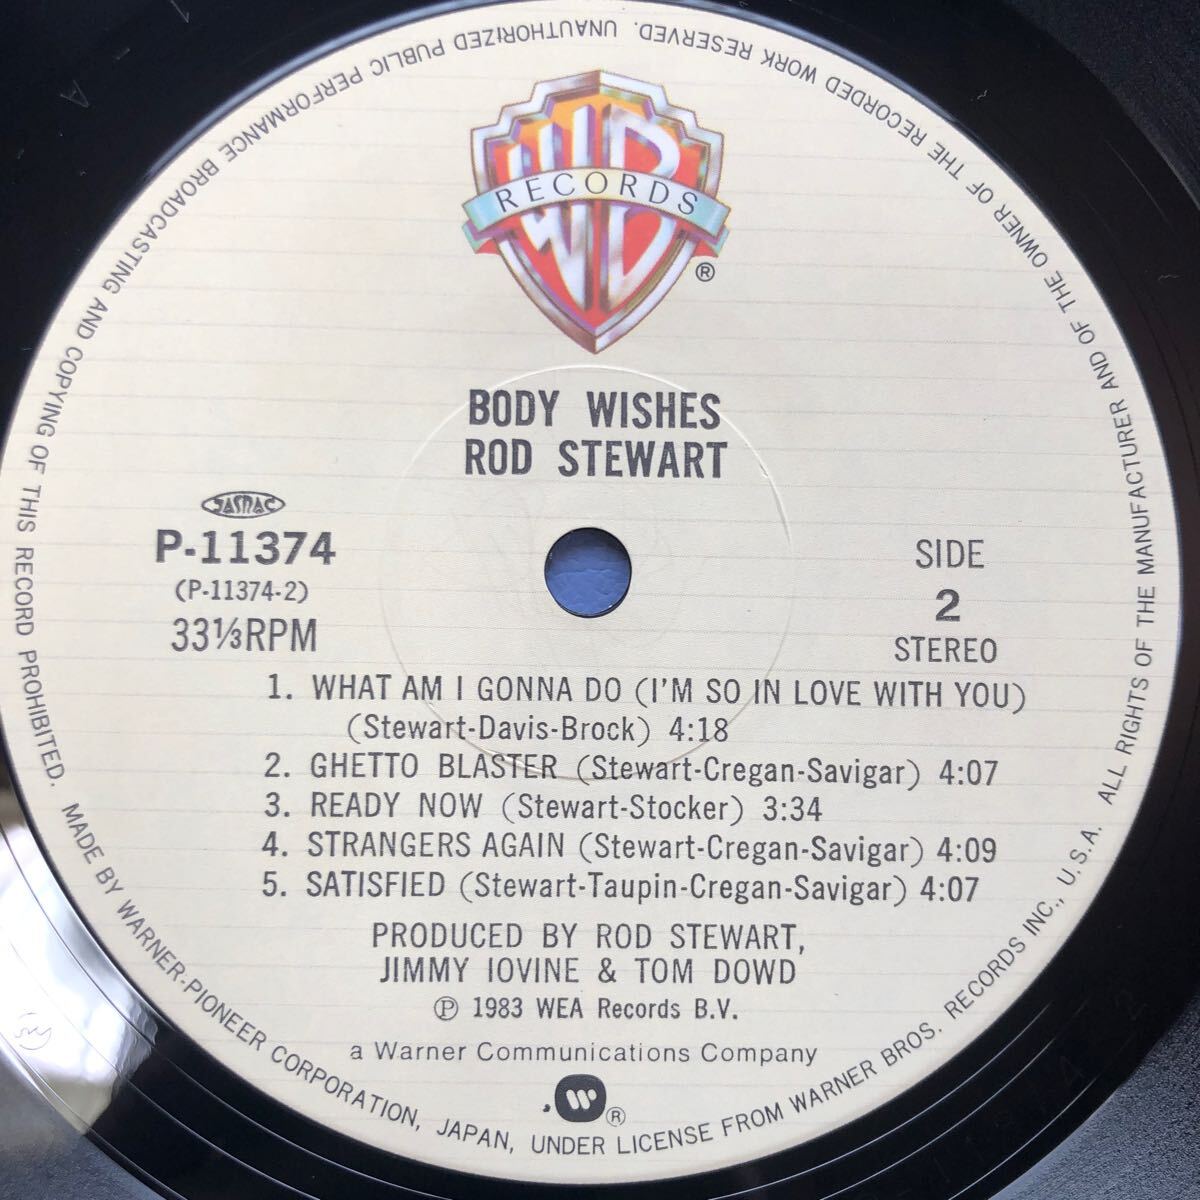 WB
RECORDS
®
BODY WISHES
ROD STEWART
JASRAC
P-11374
(P-11374-2)
33⅓RPM
SIDE
2
STEREO
1. WHAT AM I GONNA DO (I'M SO IN LOVE WITH YOU)
(Stewart-Davis-Brock) 4:18
2. GHETTO BLASTER (Stewart-Cregan-Savigar) 4:07
3. READY NOW (Stewart-Stocker) 3:34
4. STRANGERS AGAIN (Stewart-Cregan-Savigar) 4:09
5. SATISFIED (Stewart-Taupin-Cregan-Savigar) 4:07
PRODUCED BY ROD STEWART,
JIMMY IOVINE & TOM DOWD
Ⓟ 1983 WEA Records B.V.
a Warner Communications Company
®
MADE BY WARNER-PIONEER CORPORATION, JAPAN, UNDER LICENSE FROM WARNER BROS. RECORDS INC., U.S.A. ALL RIGHTS OF THE MANUFACTURER AND OF THE OWNER OF THE RECORDED WORK RESERVED. UNAUTHORIZED PUBLIC PERFORMANCE BROADCASTING AND COPYING OF THIS RECORD PROHIBITED.